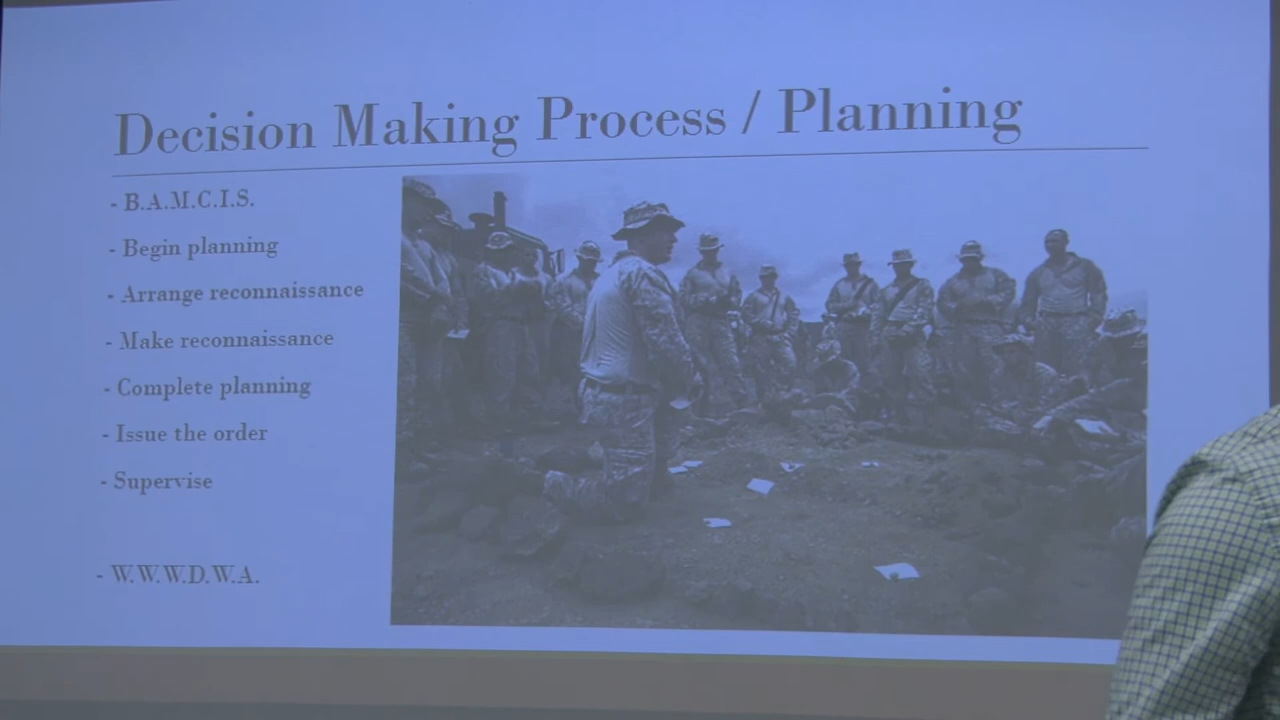 Decision Making Process / Planning
- B.A.M.C.I.S.
- Begin planning
- Arrange reconnaissance
- Make reconnaissance
- Complete planning
- Issue the order
- Supervise
- W.W.W.D.W.A.